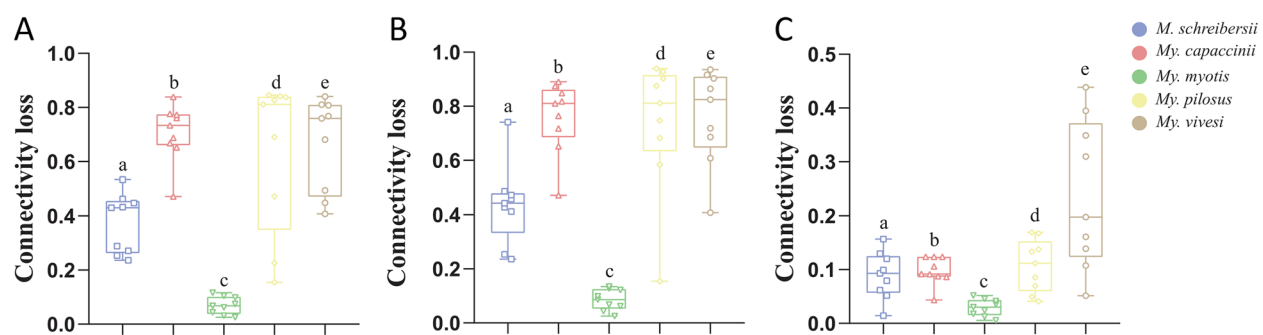 A
B
C
Connectivity loss
1.0
0.8
0.6
0.4
0.2
0.0
a
b
c
d
e
Connectivity loss
1.0
0.8
0.6
0.4
0.2
0.0
a
b
c
d
e
Connectivity loss
0.5
0.4
0.3
0.2
0.1
0.0
a
b
c
d
e
M. schreibersii
My. capaccinii
My. myotis
My. pilosus
My. vivesi